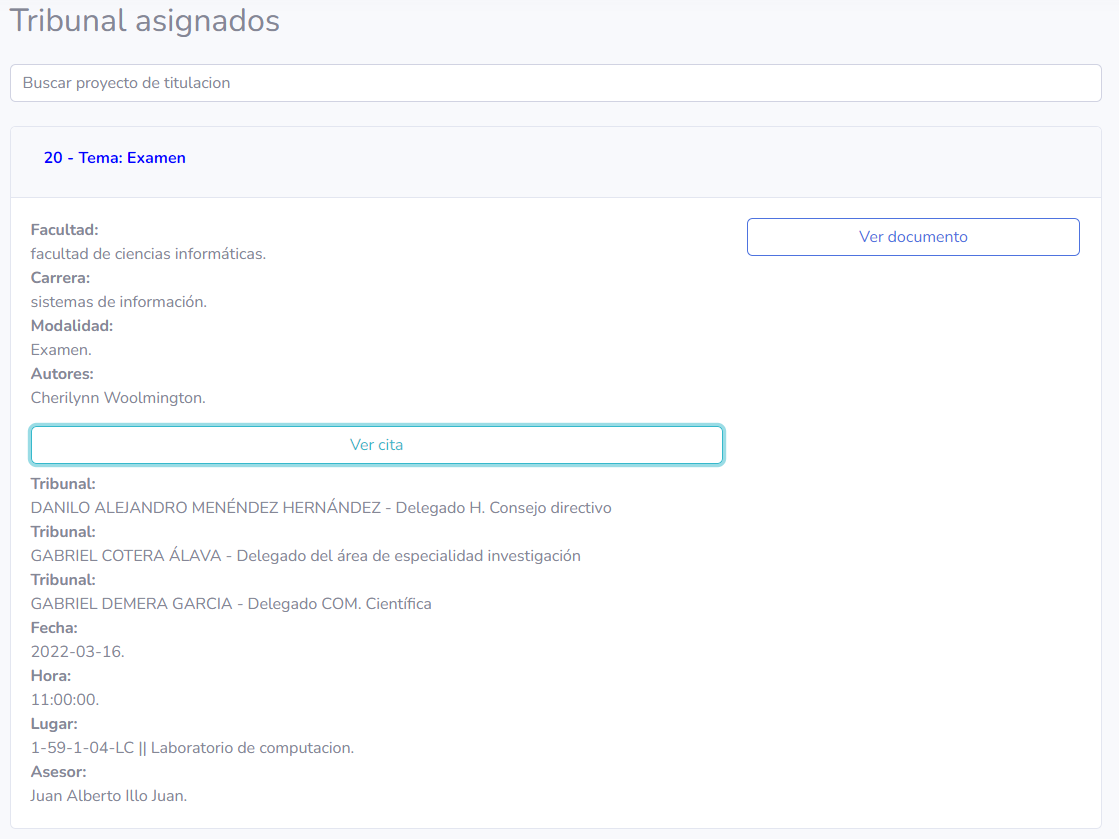 Tribunal asignados
Buscar proyecto de titulacion
20 - Tema: Examen
Facultad:
facultad de ciencias informáticas.
Ver documento
Carrera:
sistemas de información.
Modalidad:
Examen.
Autores:
Cherilynn Woolmington.
Ver cita
Tribunal:
DANILO ALEJANDRO MENÉNDEZ HERNÁNDEZ - Delegado H. Consejo directivo
Tribunal:
GABRIEL COTERA ÁLAVA - Delegado del área de especialidad investigación
Tribunal:
GABRIEL DEMERA GARCIA - Delegado COM. Científica
Fecha:
2022-03-16.
Hora:
11:00:00.
Lugar:
1-59-1-04-LC || Laboratorio de computacion.
Asesor:
Juan Alberto Illo Juan.